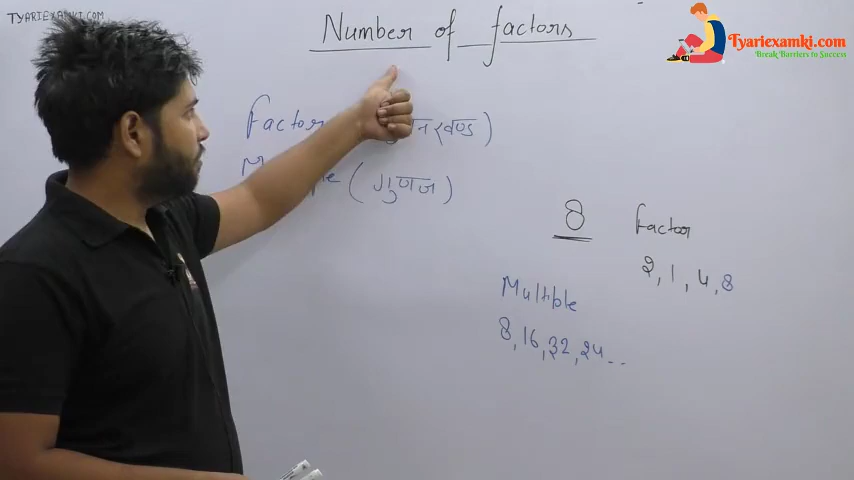 TYARIEXAMKI.COM
Number of factors
Tyariexamki.com
Break Barriers to Success
Factor खण्ड)
(गुणज)
8 Factor
2, 1, 4, 8
Multiple
8, 16, 32, 24 ..